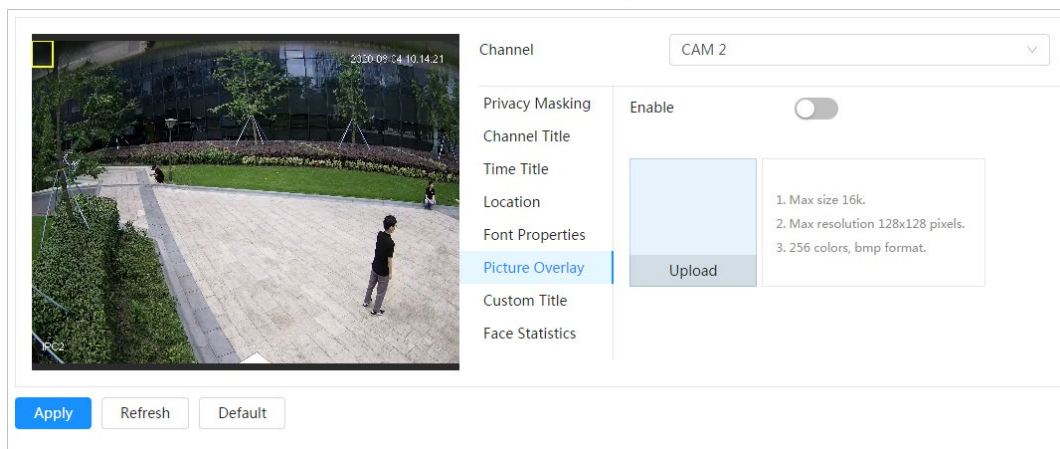 2020-08-04 10:14:21
IPC2
Channel
CAM 2
Privacy Masking
Channel Title
Time Title
Location
Font Properties
Picture Overlay
Custom Title
Face Statistics
Enable
Upload
1. Max size 16k.
2. Max resolution 128x128 pixels.
3. 256 colors, bmp format.
Apply
Refresh
Default